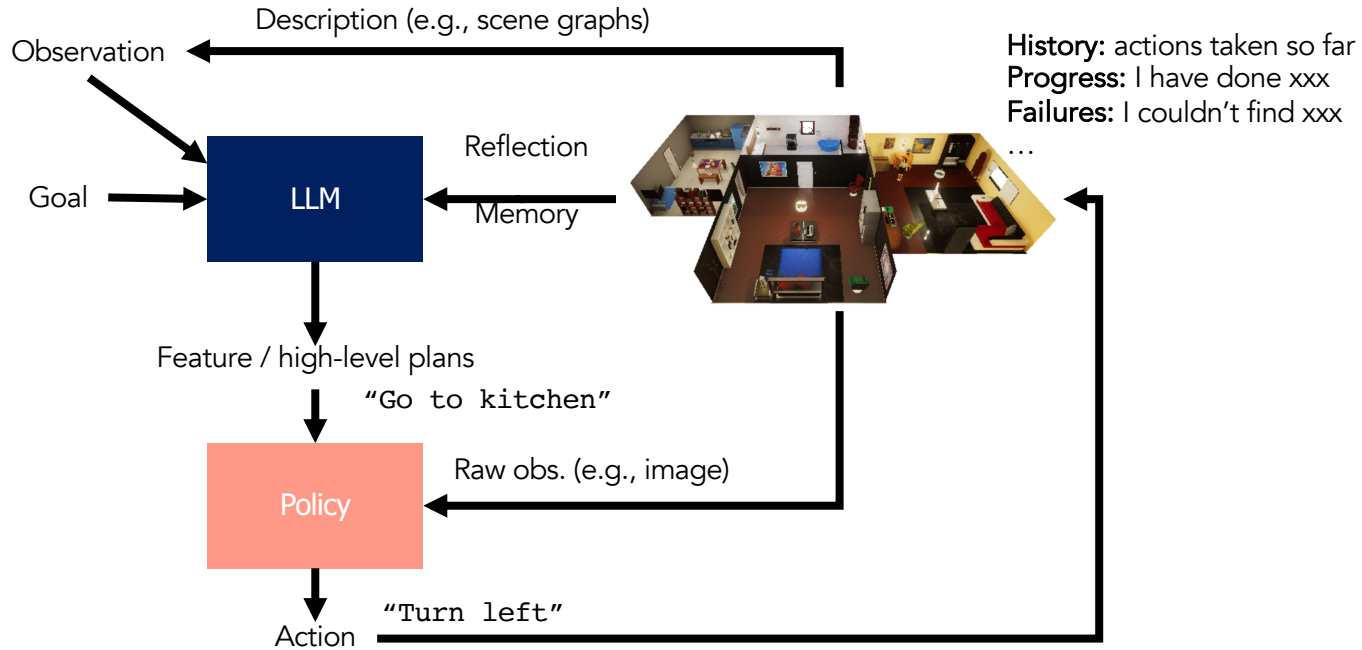 Description (e.g., scene graphs)
Observation
History: actions taken so far
Progress: I have done xxx
Failures: I couldn’t find xxx
…
Reflection
Memory
Goal
LLM
Feature / high-level plans
“Go to kitchen”
Raw obs. (e.g., image)
Policy
“Turn left”
Action